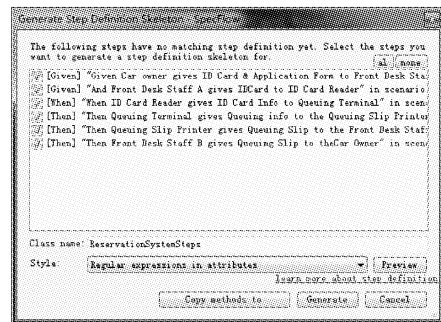 Generate Step Definition Skeleton - SpecFlow
The following steps have no matching step definition yet. Select the steps you
want to generate a step definition skeleton for.
al none
[Given] "Given Car owner gives ID Card & Application Form to Front Desk Sta
[Given] "And Front Desk Staff A gives IDCard to ID Card Reader" in scenario
[When] "When ID Card Reader gives ID Card Info to Queuing Terminal" in scen
[Then] "Then Queuing Terminal gives Queuing info to the Queuing Slip Printer
[Then] "Then Queuing Slip Printer gives Queuing Slip to the Front Desk Staf
[Then] "Then Front Desk Staff B gives Queuing Slip to theCar Owner" in scen
Class name: ReservationSystemSteps
Style: Regular expressions in attributes Preview
learn more about step definition
Copy methods to Generate Cancel